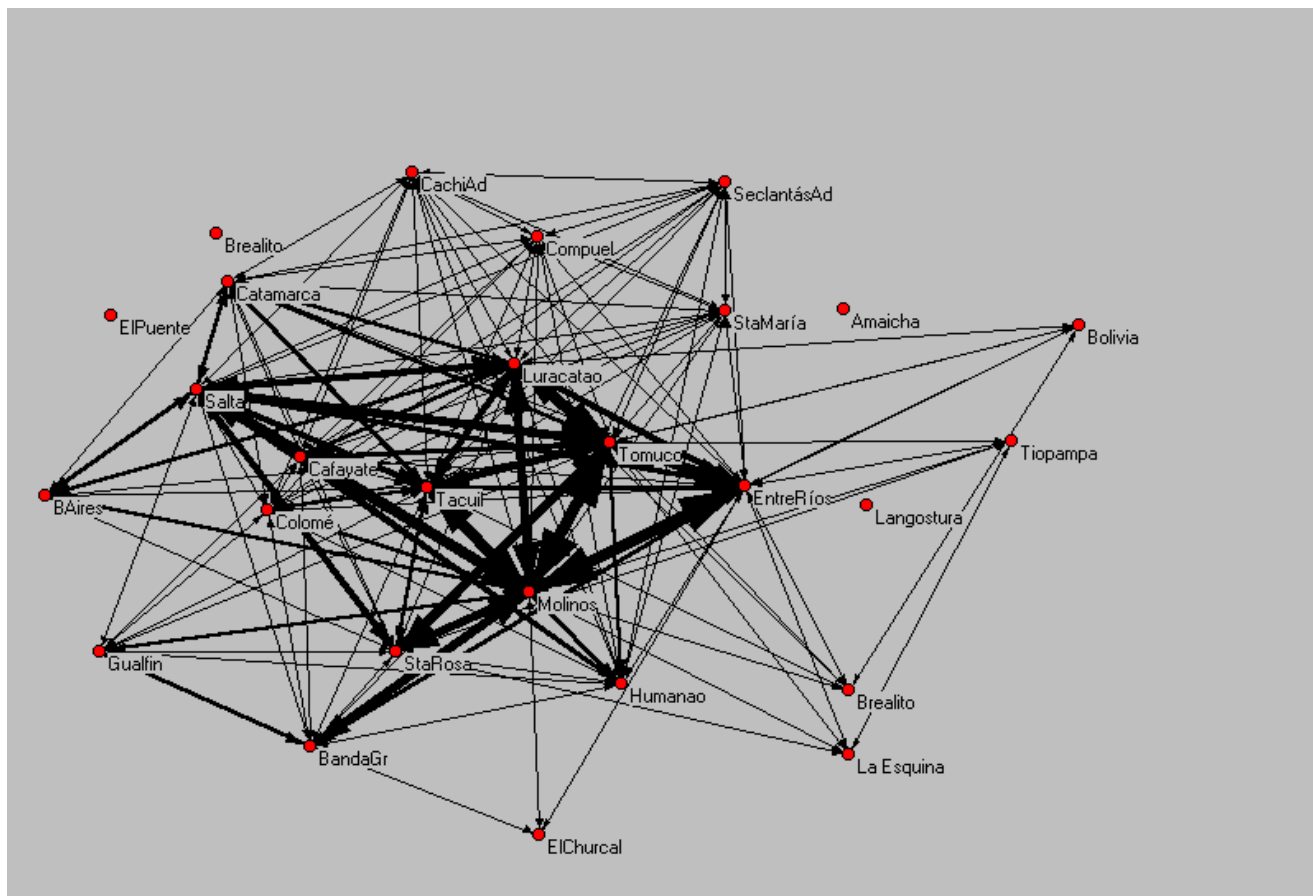 CachiAd
SeclantásAd
Brealito
Compuel
Catamarca
ElPuente
StaMaría
Amaicha
Bolivia
Luracatao
Salta
Tomuco
Tiopampa
Cafayate
Tacuil
EntreRíos
BAires
Colomé
Langostura
Molinos
Gualfin
StaRosa
Humanao
Brealito
BandaGr
La Esquina
ElChurcal